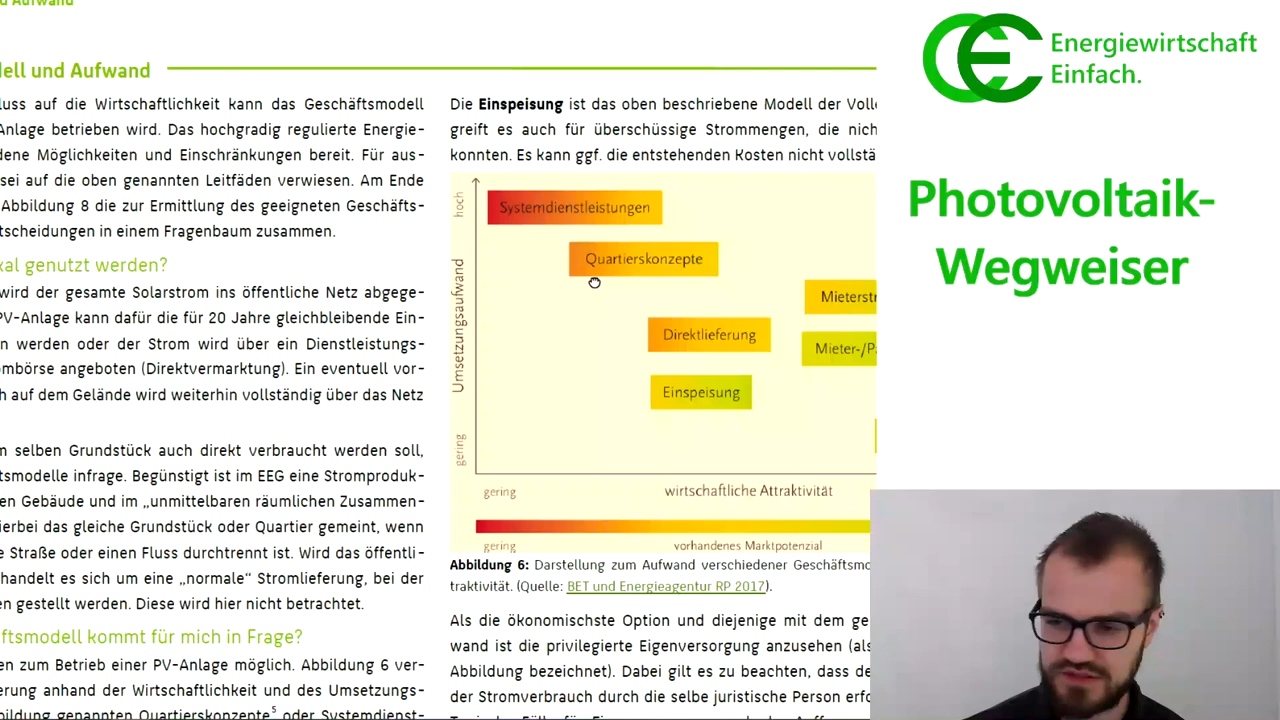 d Aufwand
dell und Aufwand
luss auf die Wirtschaftlichkeit kann das Geschäftsmodell
Anlage betrieben wird. Das hochgradig regulierte Energie-
dene Möglichkeiten und Einschränkungen bereit. Für aus-
sei auf die oben genannten Leitfäden verwiesen. Am Ende
Abbildung 8 die zur Ermittlung des geeigneten Geschäfts-
tscheidungen in einem Fragenbaum zusammen.
kal genutzt werden?
wird der gesamte Solarstrom ins öffentliche Netz abgege-
PV-Anlage kann dafür die für 20 Jahre gleichbleibende Ein-
n werden oder der Strom wird über ein Dienstleistungs-
ombörse angeboten (Direktvermarktung). Ein eventuell vor-
h auf dem Gelände wird weiterhin vollständig über das Netz
m selben Grundstück auch direkt verbraucht werden soll,
tsmodelle infrage. Begünstigt ist im EEG eine Stromproduk-
en Gebäude und im „unmittelbaren räumlichen Zusammen-
ierbei das gleiche Grundstück oder Quartier gemeint, wenn
e Straße oder einen Fluss durchtrennt ist. Wird das öffentli-
handelt es sich um eine „normale“ Stromlieferung, bei der
en gestellt werden. Diese wird hier nicht betrachtet.
ftsmodell kommt für mich in Frage?
en zum Betrieb einer PV-Anlage möglich. Abbildung 6 ver-
erung anhand der Wirtschaftlichkeit und des Umsetzungs-
bildung genannten Quartierskonzepte⁵ oder Systemdienst-
Die Einspeisung ist das oben beschriebene Modell der Volle
greift es auch für überschüssige Strommengen, die nich
konnten. Es kann ggf. die entstehenden Kosten nicht vollstä
hoch
Umsetzungsaufwand
gering
Systemdienstleistungen
Quartierskonzepte
Mieterstr
Direktlieferung
Mieter-/Pa
Einspeisung
gering
wirtschaftliche Attraktivität
gering
vorhandenes Marktpotenzial
Abbildung 6: Darstellung zum Aufwand verschiedener Geschäftsmo
traktivität. (Quelle: BET und Energieagentur RP 2017).
Als die ökonomischste Option und diejenige mit dem ge
wand ist die privilegierte Eigenversorgung anzusehen (als
Abbildung bezeichnet). Dabei gilt es zu beachten, dass de
der Stromverbrauch durch die selbe juristische Person erfo
Energiewirtschaft
Einfach.
Photovoltaik-
Wegweiser